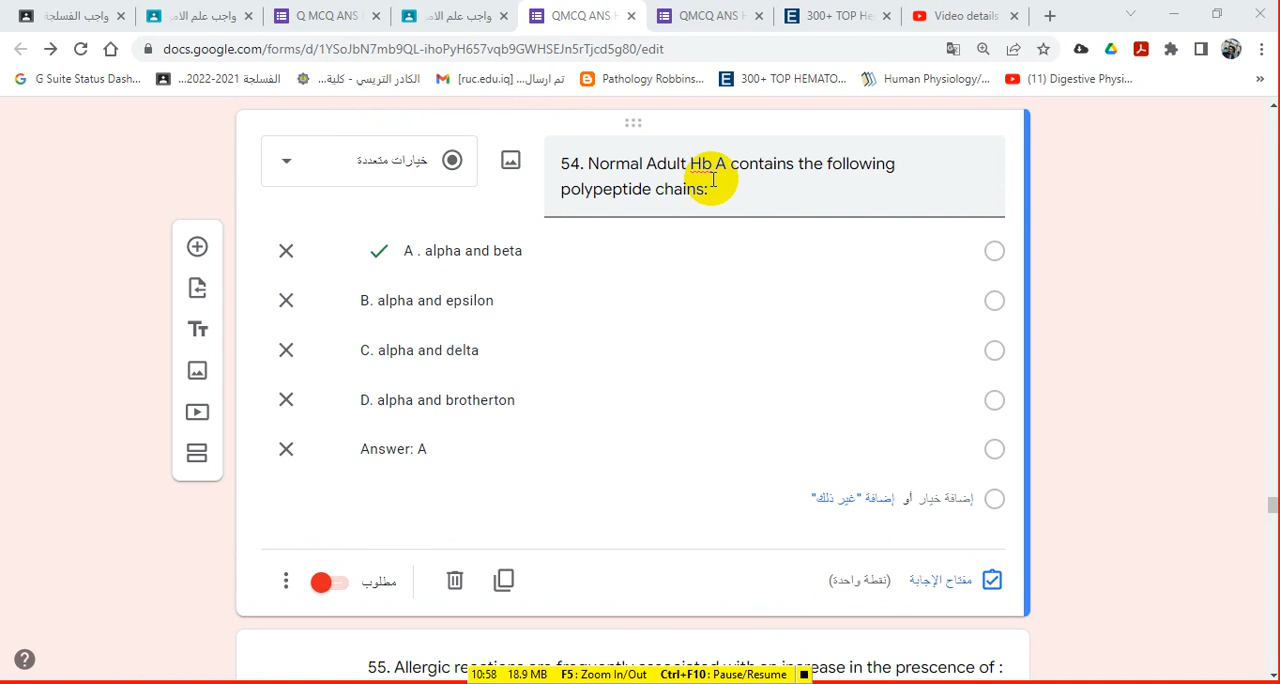 واجب الفسلجة
واجب علم الامر
Q MCQ ANS
واجب علم الامر
QMCQ ANS H
QMCQ ANS H
300+ TOP He
Video details
docs.google.com/forms/d/1YSoJbN7mb9QL-ihoPyH657vqb9GWHSEJn5rTjcd5g80/edit
G Suite Status Dash...
الفسلجة 2021-2022...
الكادر التريسي - كلية...
تم ارسال... [ruc.edu.iq]
Pathology Robbins...
300+ TOP HEMATO...
Human Physiology/...
(11) Digestive Physi...
»
خيارات متعددة
54. Normal Adult Hb A contains the following
polypeptide chains:
A . alpha and beta
B. alpha and epsilon
C. alpha and delta
D. alpha and brotherton
Answer: A
إضافة خيار أو إضافة "غير ذلك"
Tт
مطلوب
مفتاح الإجابة (نقطة واحدة)
55. Allergic reactions are frequently associated with an increase in the presence of :
10:58 18.9 MB F5: Zoom In/Out Ctrl+F10: Pause/Resume